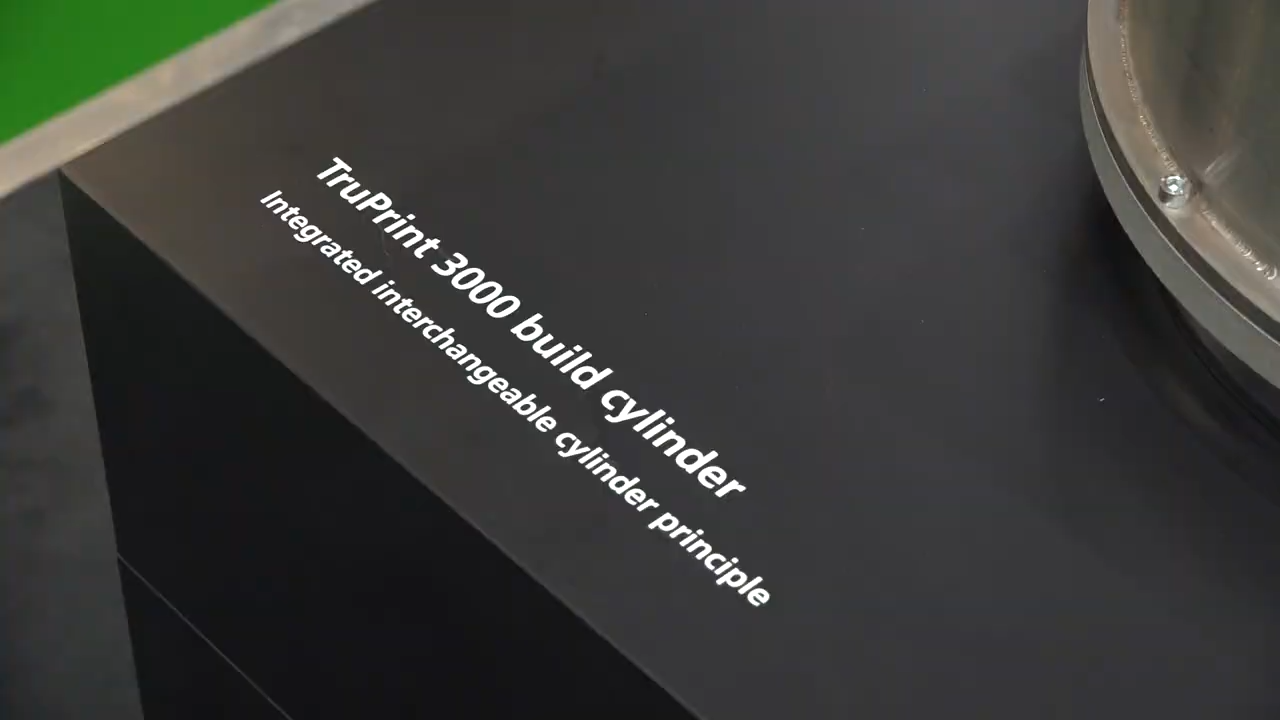 TruPrint 3000 build cylinder
Integrated interchangeable cylinder principle